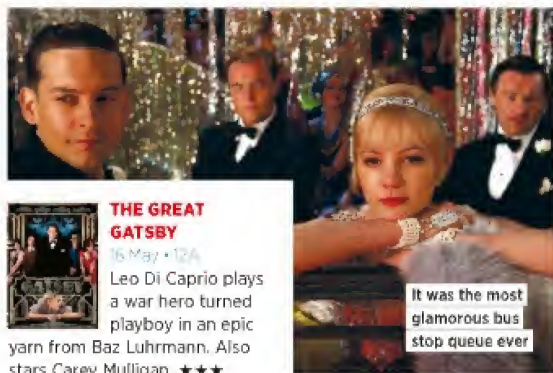 THE GREAT
GATSBY
16 May • 12A
Leo Di Caprio plays
a war hero turned
playboy in an epic
yarn from Baz Luhrmann. Also
stars Carey Mulligan. ★★★
It was the most
glamorous bus
stop queue ever